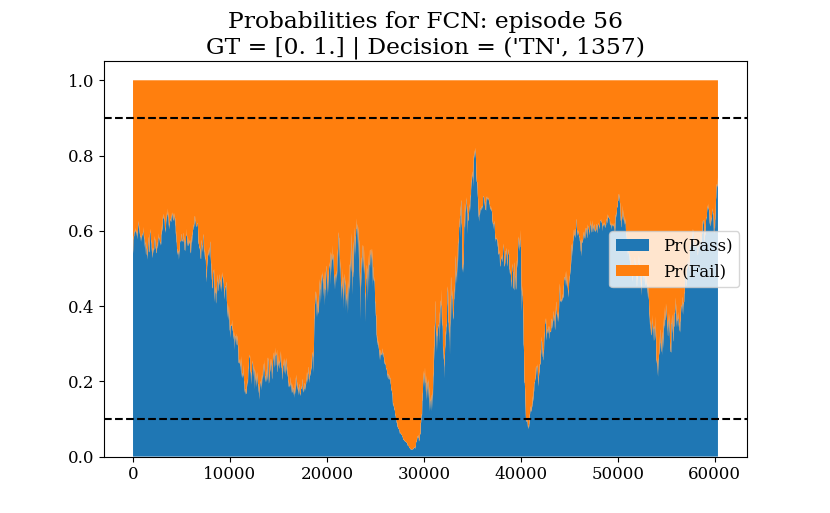 Probabilities for FCN: episode 56
GT = [0. 1.] | Decision = ('TN', 1357)
1.0
0.8
0.6
0.4
0.2
0.0
Pr(Pass)
Pr(Fail)
0 10000 20000 30000 40000 50000 60000